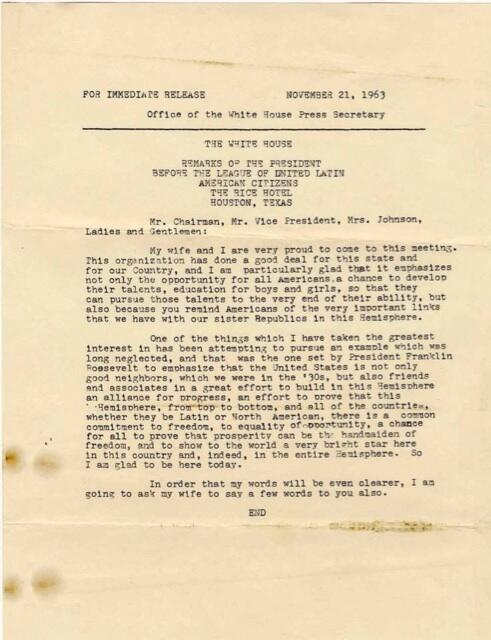 FOR IMMEDIATE RELEASE NOVEMBER 21, 1963
Office of the White House Press Secretary
THE WHITE HOUSE
REMARKS OF THE PRESIDENT
BEFORE THE LEAGUE OF UNITED LATIN
AMERICAN CITIZENS
THE RICE HOTEL
HOUSTON, TEXAS
Mr. Chairman, Mr. Vice President, Mrs. Johnson,
Ladies and Gentlemen:
My wife and I are very proud to come to this meeting.
This organization has done a good deal for this state and
for our Country, and I am particularly glad that it emphasizes
not only the opportunity for all Americans a chance to develop
their talents, education for boys and girls, so that they
can pursue those talents to the very end of their ability, but
also because you remind Americans of the very important links
that we have with our sister Republics in this Hemisphere.
One of the things which I have taken the greatest
interest in has been attempting to pursue an example which was
long neglected, and that was the one set by President Franklin
Roosevelt to emphasize that the United States is not only
good neighbors, which we were in the '30s, but also friends
and associates in a great effort to build in this Hemisphere
an alliance for progress, an effort to prove that this
Hemisphere, from top to bottom, and all of the countries,
whether they be Latin or North American, there is a common
commitment to freedom, to equality of opportunity, a chance
for all to prove that prosperity can be the handmaiden of
freedom, and to show to the world a very bright star here
in this country and, indeed, in the entire Hemisphere. So
I am glad to be here today.
In order that my words will be even clearer, I am
going to ask my wife to say a few words to you also.
END